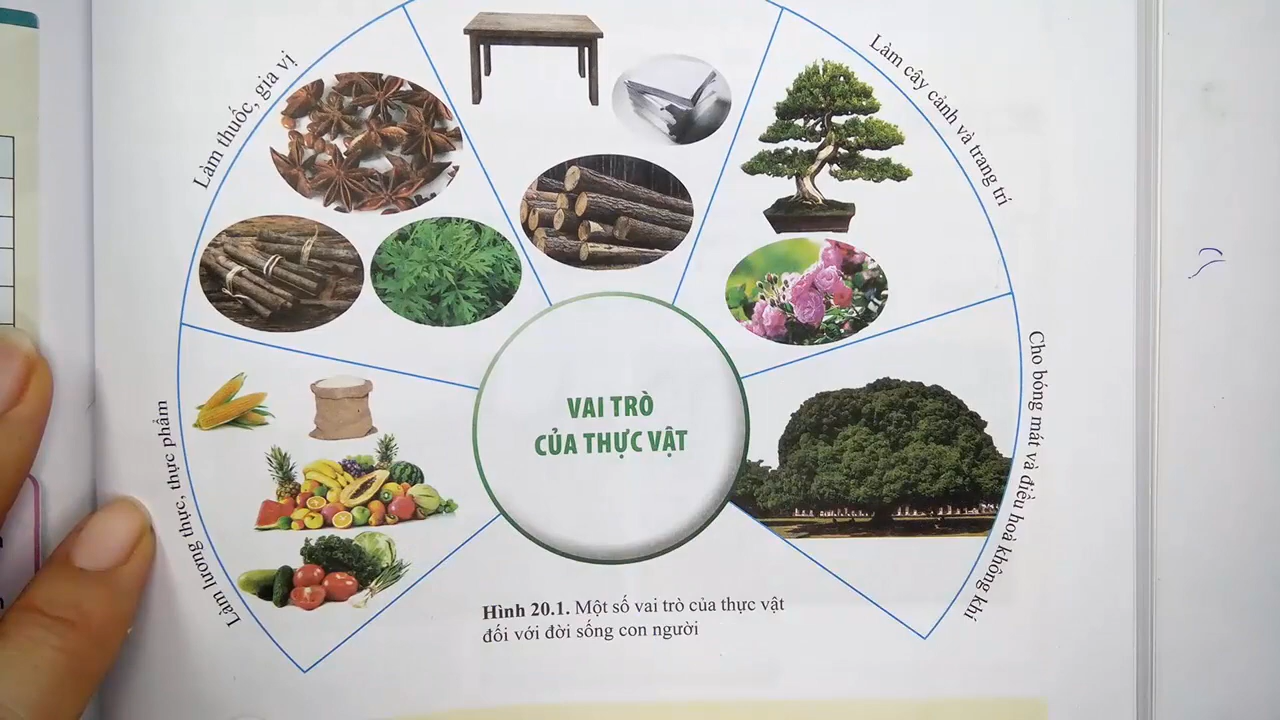 Làm thuốc, gia vị
Làm cây cảnh và trang trí
Làm lương thực, thực phẩm
Cho bóng mát và điều hoà không khí
VAI TRÒ
CỦA THỰC VẬT
Hình 20.1. Một số vai trò của thực vật
đối với đời sống con người